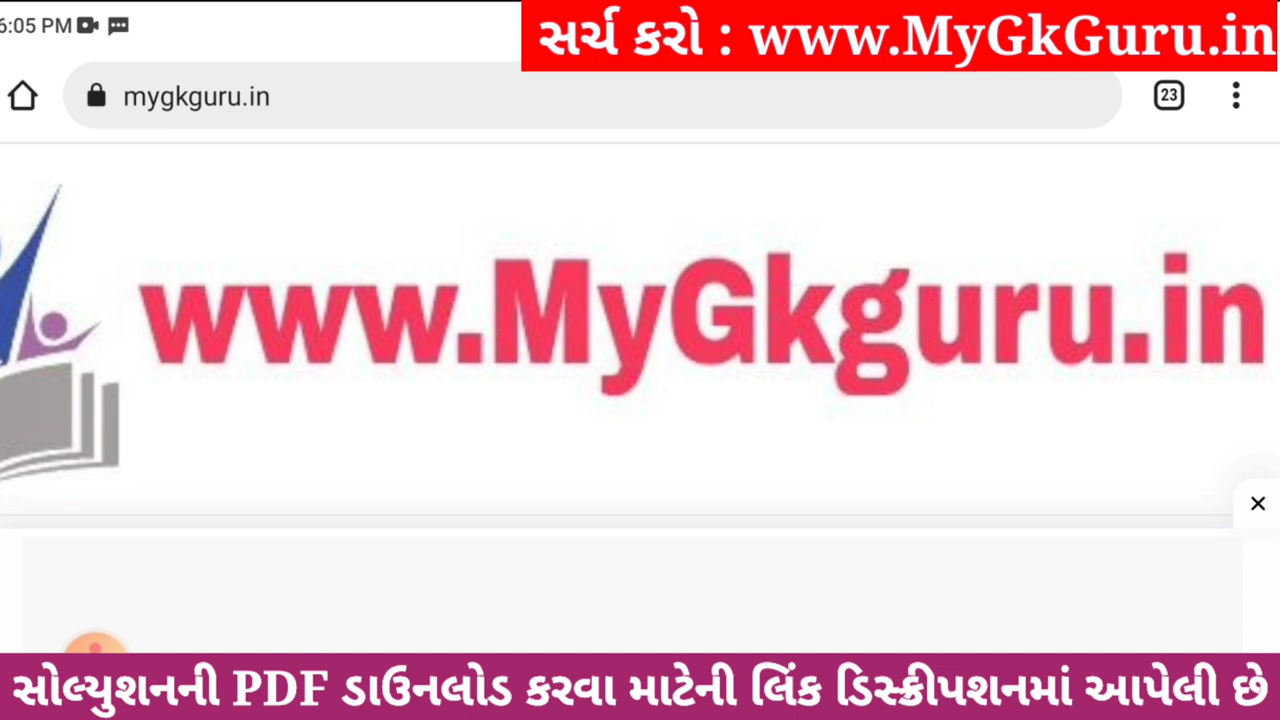 6:05 PM
સર્ચ કરો : www.MyGkGuru.in
mygkguru.in
23
www.MyGkguru.in
સોલ્યુશનની PDF ડાઉનલોડ કરવા માટેની લિંક ડિસ્ક્રીપશનમાં આપેલી છે